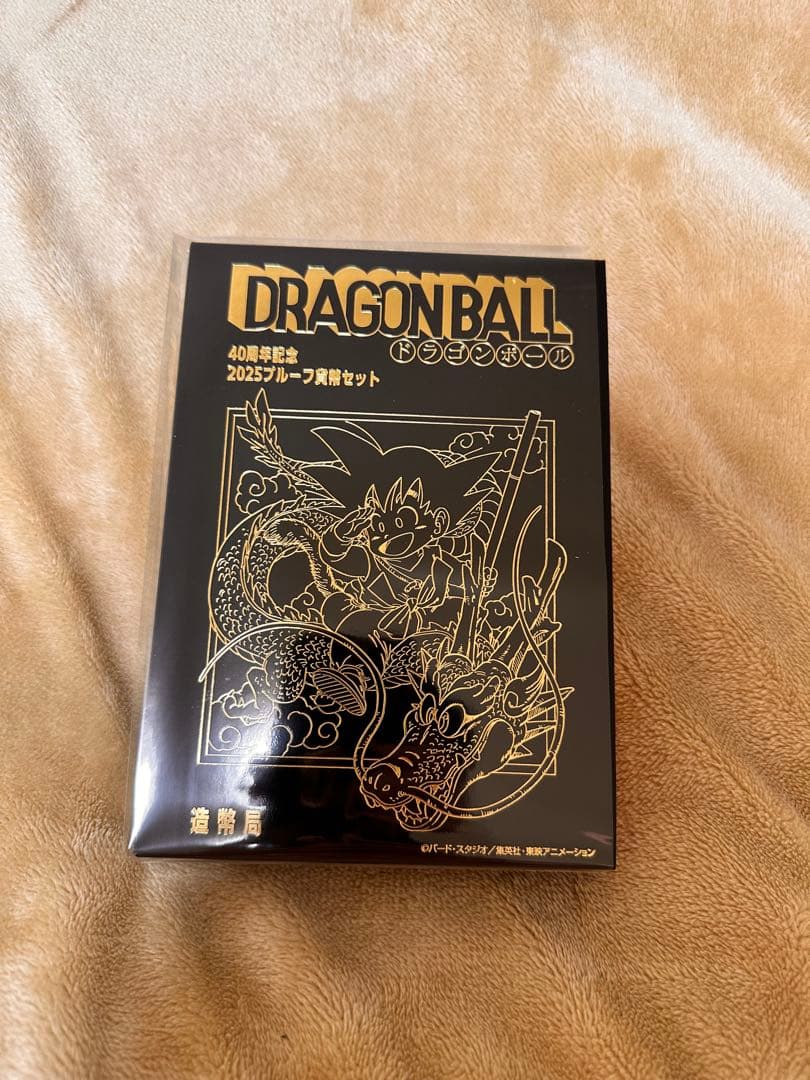 DRAGON BALL
ドラゴンボール
40周年記念
2025プルーフ貨幣セット
造幣局
©バード・スタジオ／集英社・東映アニメーション